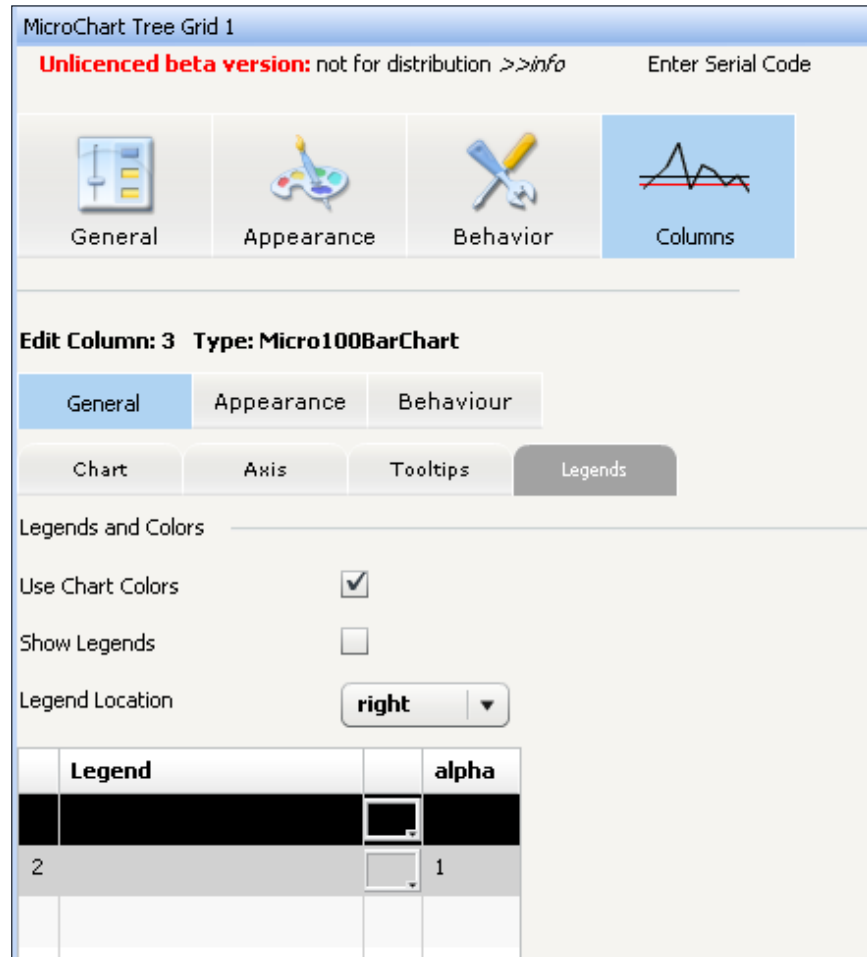 MicroChart Tree Grid 1
Unlicenced beta version: not for distribution >>info Enter Serial Code
General Appearance Behavior Columns
Edit Column: 3 Type: Micro100BarChart
General Appearance Behaviour
Chart Axis Tooltips Legends
Legends and Colors
Use Chart Colors
Show Legends
Legend Location right
Legend alpha
2 1